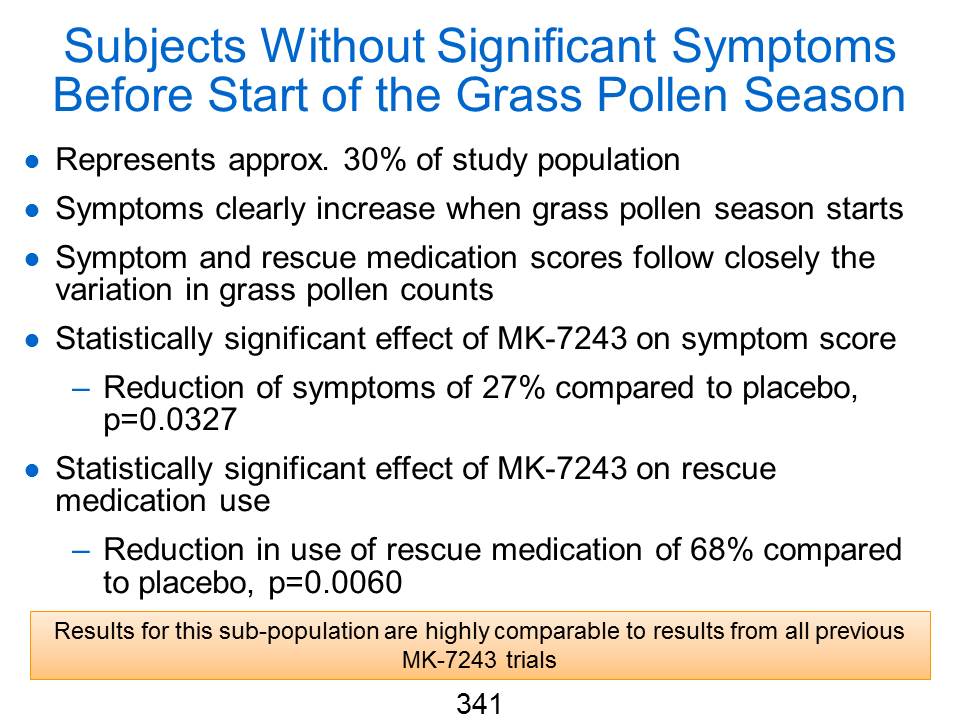 Subjects Without Significant Symptoms
Before Start of the Grass Pollen Season
● Represents approx. 30% of study population
● Symptoms clearly increase when grass pollen season starts
● Symptom and rescue medication scores follow closely the
variation in grass pollen counts
● Statistically significant effect of MK-7243 on symptom score
– Reduction of symptoms of 27% compared to placebo,
p=0.0327
● Statistically significant effect of MK-7243 on rescue
medication use
– Reduction in use of rescue medication of 68% compared
to placebo, p=0.0060
Results for this sub-population are highly comparable to results from all previous
MK-7243 trials
341